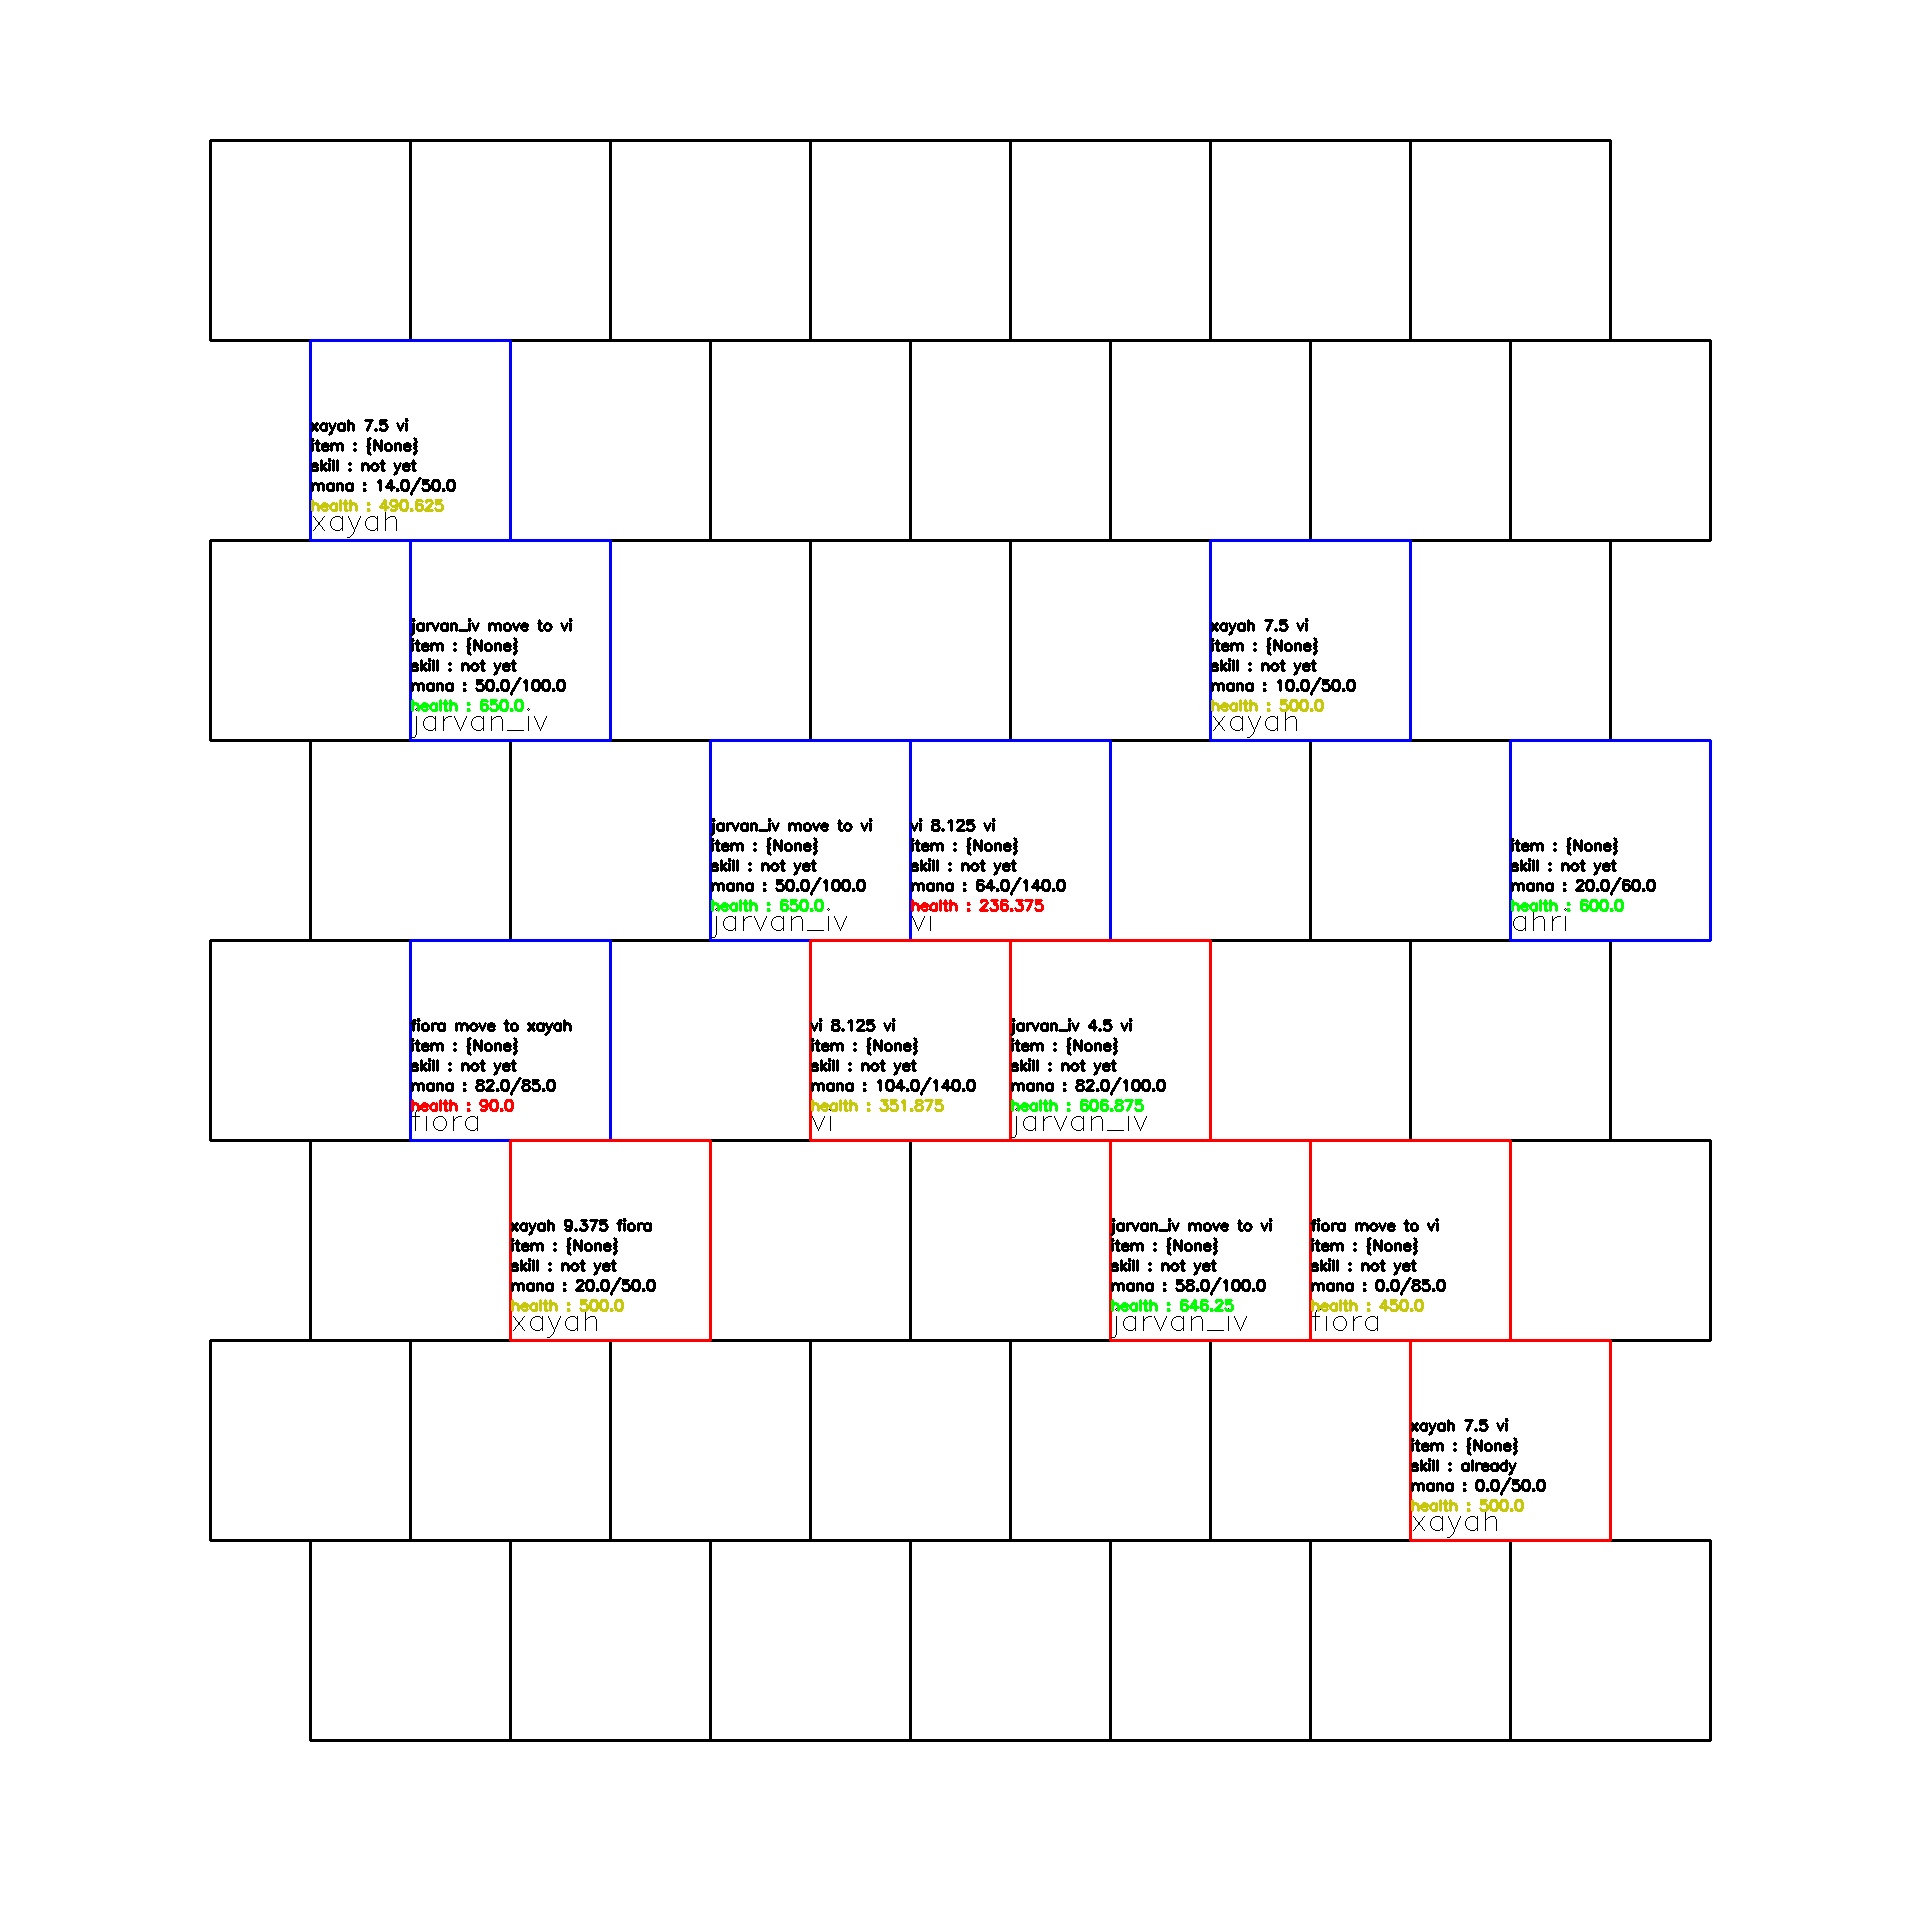 xayah 7.5 vi
item : {None}
skill : not yet
mana : 14.0/50.0
health : 490.625
xayah
jarvan_iv move to vi
item : {None}
skill : not yet
mana : 50.0/100.0
health : 650.0
jarvan_iv
xayah 7.5 vi
item : {None}
skill : not yet
mana : 10.0/50.0
health : 500.0
xayah
jarvan_iv move to vi
item : {None}
skill : not yet
mana : 50.0/100.0
health : 650.0
jarvan_iv
vi 8.125 vi
item : {None}
skill : not yet
mana : 64.0/140.0
health : 236.375
vi
item : {None}
skill : not yet
mana : 20.0/60.0
health : 600.0
ahri
fiora move to xayah
item : {None}
skill : not yet
mana : 82.0/85.0
health : 90.0
fiora
vi 8.125 vi
item : {None}
skill : not yet
mana : 104.0/140.0
health : 351.875
vi
jarvan_iv 4.5 vi
item : {None}
skill : not yet
mana : 82.0/100.0
health : 606.875
jarvan_iv
xayah 9.375 fiora
item : {None}
skill : not yet
mana : 20.0/50.0
health : 500.0
xayah
jarvan_iv move to vi
item : {None}
skill : not yet
mana : 58.0/100.0
health : 646.25
jarvan_iv
fiora move to vi
item : {None}
skill : not yet
mana : 0.0/85.0
health : 450.0
fiora
xayah 7.5 vi
item : {None}
skill : already
mana : 0.0/50.0
health : 500.0
xayah